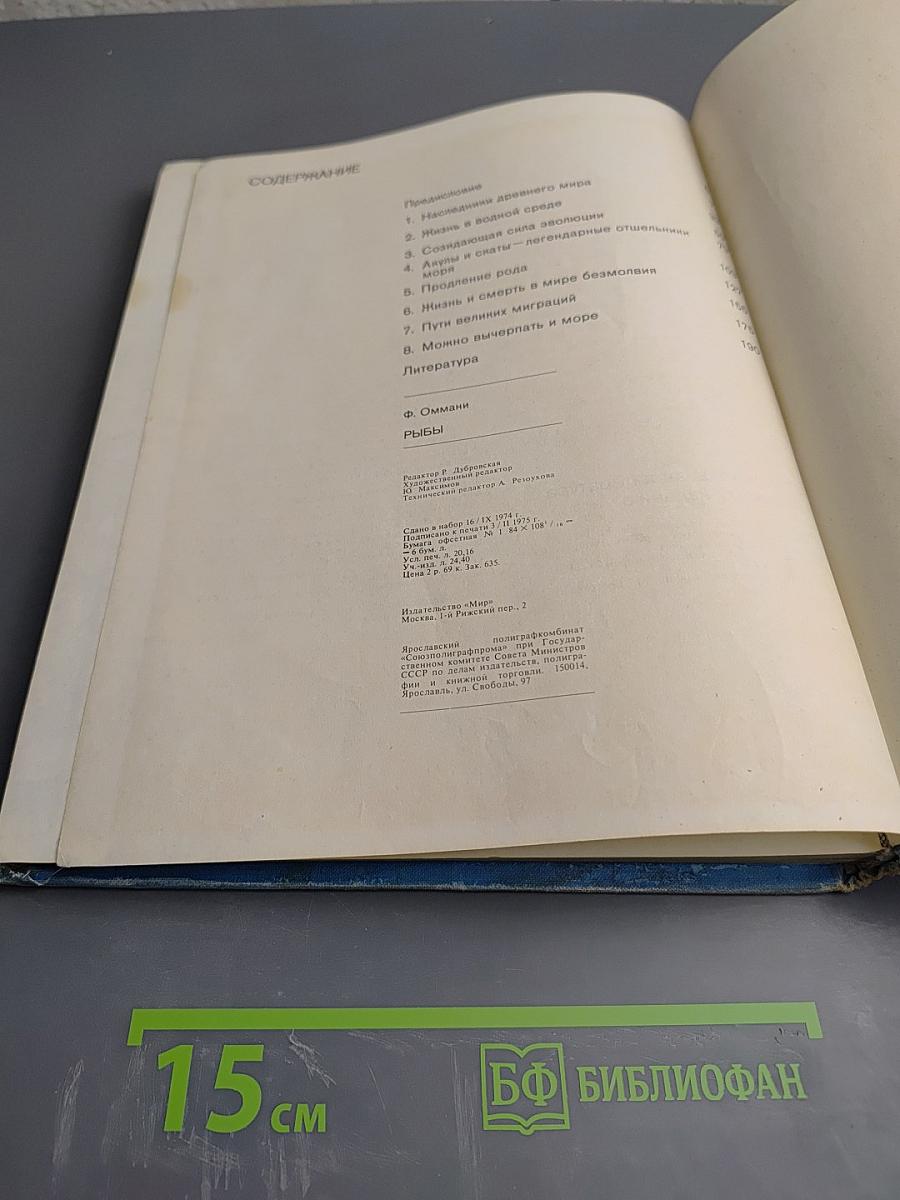 СОДЕРЖАНИЕ
Предисловие
1. Наследники древнего мира
2. Жизнь в водной среде
3. Созидающая сила эволюции
4. Акулы и скаты — легендарные отшельники
моря
5. Продление рода
6. Жизнь и смерть в мире безмолвия
7. Пути великих миграций
8. Можно вычерпать и море
Литература
190
Ф. Оммани
РЫБЫ
Редактор Р. Дубровская
Художественный редактор
Ю. Максимов
Технический редактор А. Резоухова
Сдано в набор 16/IX 1974 г.
Подписано к печати 3/II 1975 г.
Бумага офсетная № 1 84 × 108¹/₁₆ —
— 6 бум. л.
Усл. печ. л. 20,16
Уч.-изд. л. 24,40
Цена 2 р. 69 к. Зак. 635.
Издательство «Мир»
Москва, 1-й Рижский пер., 2
Ярославский полиграфкомбинат
«Союзполиграфпрома» при Государ-
ственном комитете Совета Министров
СССР по делам издательств, полигра-
фии и книжной торговли. 150014,
Ярославль, ул. Свободы, 97
15 см
БФ БИБЛИОФАН